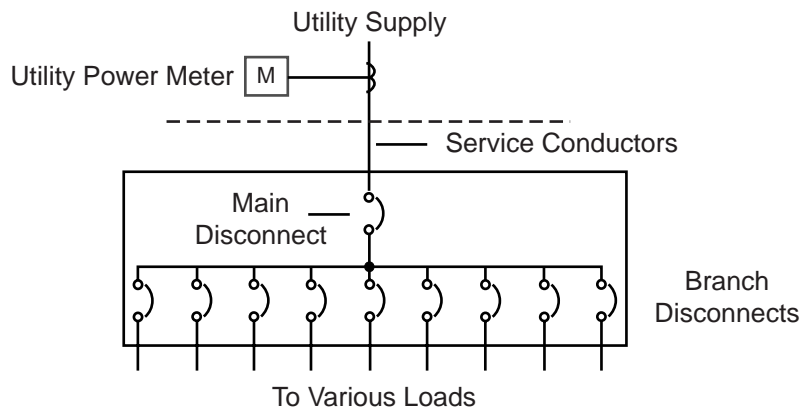 Utility Supply
Utility Power Meter
M
Service Conductors
Main
Disconnect
Branch
Disconnects
To Various Loads